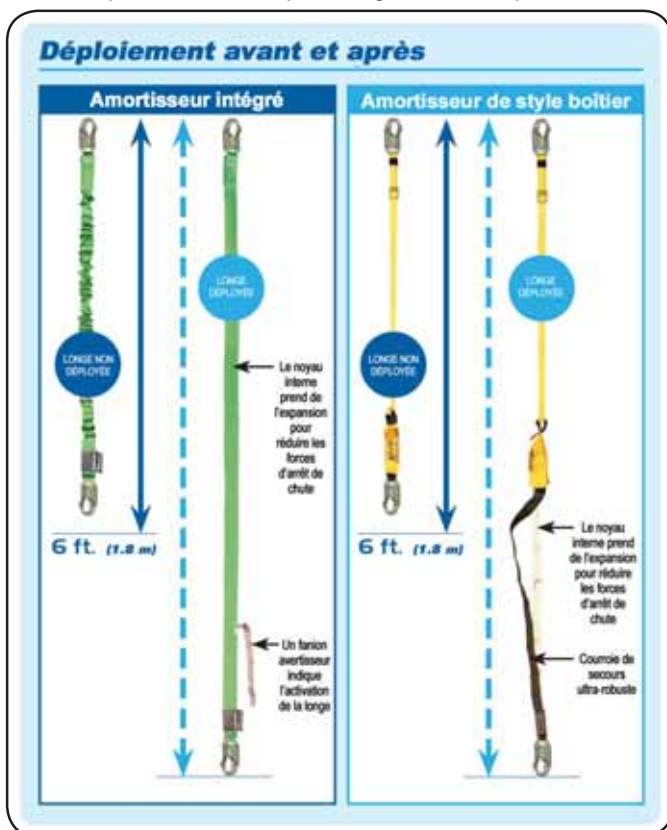 Déploiement avant et après
Amortisseur intégré
LONGE NON
DÉPLOYÉE
6 ft. (1.8 m)
LONGE
DÉPLOYÉE
Le noyau
interne
prend de
l'expansion
pour
réduire les
forces
d'arrêt de
chute
Un fanion
avertisseur
indique
l'activation
de la longe
Amortisseur de style boîtier
LONGE NON
DÉPLOYÉE
6 ft. (1.8 m)
LONGE
DÉPLOYÉE
Le noyau
interne prend
de l'expansion
pour réduire
les forces
d'arrêt de
chute
Courroie de
secours
ultra-robuste